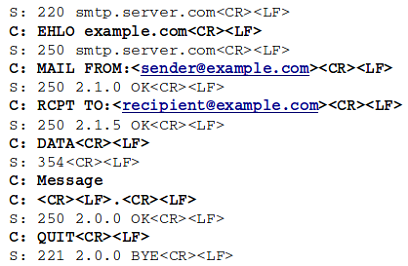 S: 220 smtp.server.com<CR><LF>
C: EHLO example.com<CR><LF>
S: 250 smtp.server.com<CR><LF>
C: MAIL FROM:<sender@example.com><CR><LF>
S: 250 2.1.0 OK<CR><LF>
C: RCPT TO:<recipient@example.com><CR><LF>
S: 250 2.1.5 OK<CR><LF>
C: DATA<CR><LF>
S: 354<CR><LF>
C: Message
C: <CR><LF>.<CR><LF>
S: 250 2.0.0 OK<CR><LF>
C: QUIT<CR><LF>
S: 221 2.0.0 BYE<CR><LF>